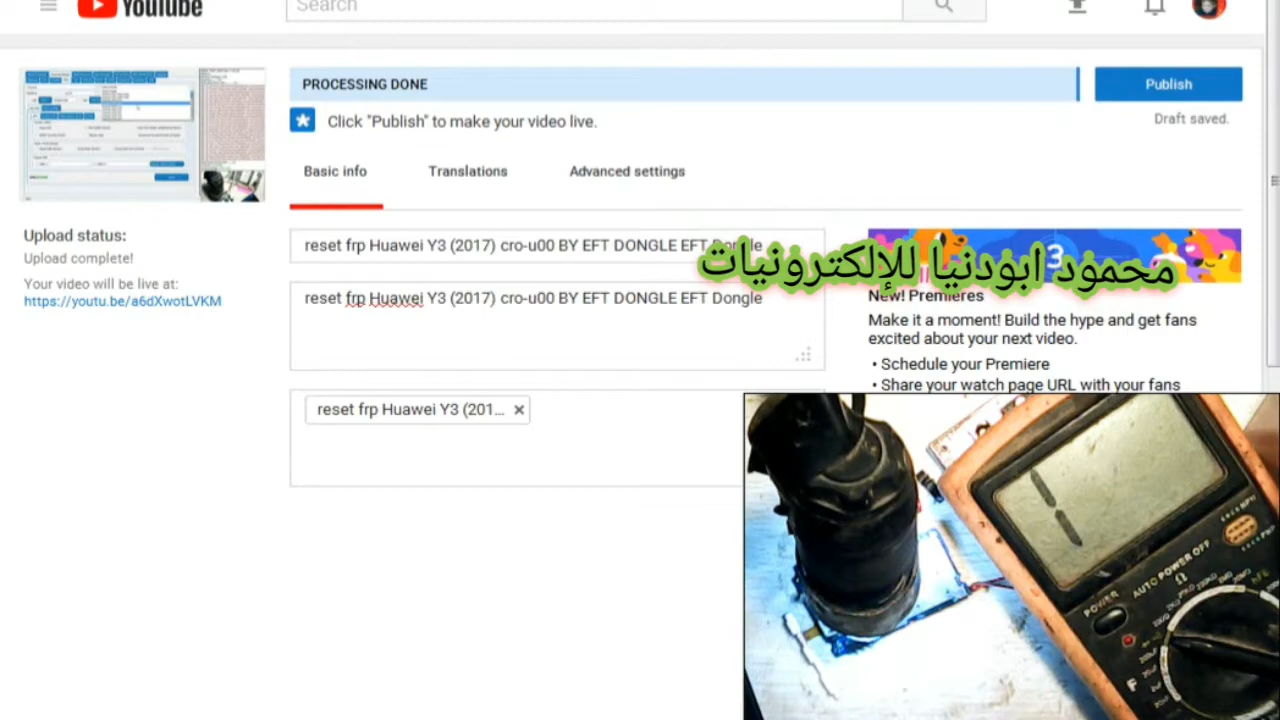 YouTube
Search
PROCESSING DONE
Publish
Click "Publish" to make your video live.
Draft saved.
Basic info
Translations
Advanced settings
Upload status:
Upload complete!
Your video will be live at:
https://youtu.be/a6dXwotLVKM
reset frp Huawei Y3 (2017) cro-u00 BY EFT DONGLE EFT Dongle
محمود ابودنيا للإلكترونيات
reset frp Huawei Y3 (2017) cro-u00 BY EFT DONGLE EFT Dongle
New! Premieres
Make it a moment! Build the hype and get fans
excited about your next video.
• Schedule your Premiere
• Share your watch page URL with your fans
reset frp Huawei Y3 (201...
1
AUTO POWER OFF
POWER
Ω
hFE
F